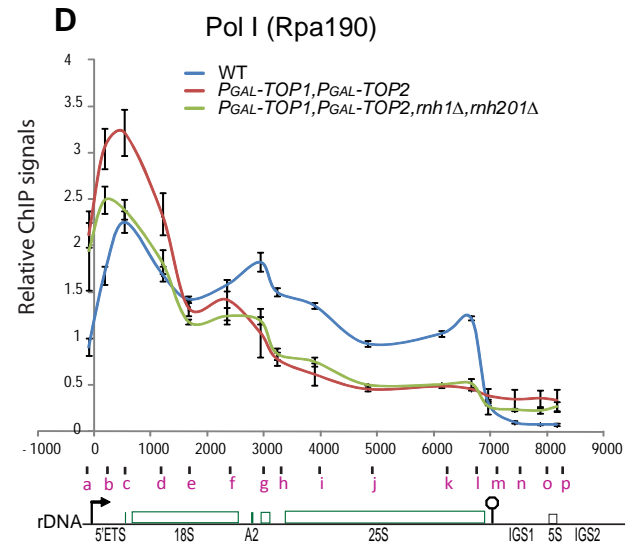 D
Pol I (Rpa190)
WT
PGAL-TOP1,PGAL-TOP2
PGAL-TOP1,PGAL-TOP2,rnh1Δ,rnh201Δ
Relative ChIP signals
4
3.5
3
2.5
2
1.5
1
0.5
0
-1000 0 1000 2000 3000 4000 5000 6000 7000 8000 9000
a b c d e f g h i j k l m n o p
rDNA
5'ETS 18S A2 25S IGS1 5S IGS2